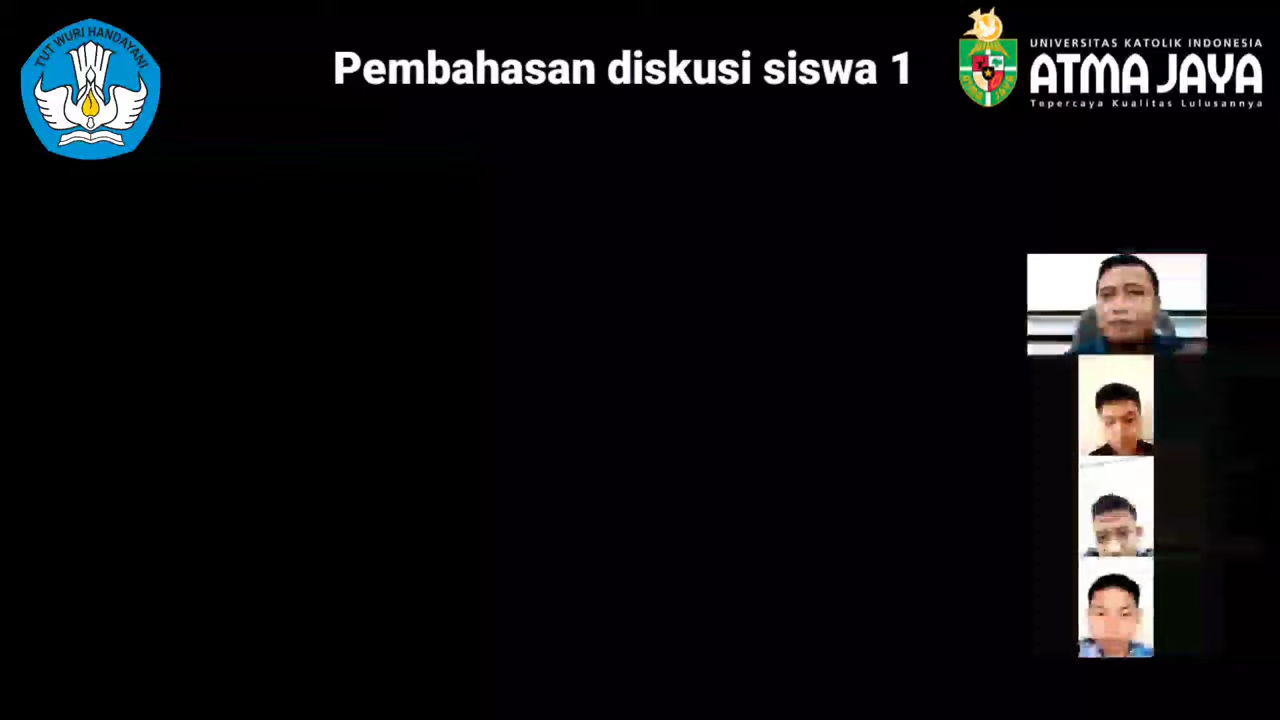 TUT WURI HANDAYANI
Pembahasan diskusi siswa 1
UNIVERSITAS KATOLIK INDONESIA
ATMA JAYA
Tepercaya Kualitas Lulusannya